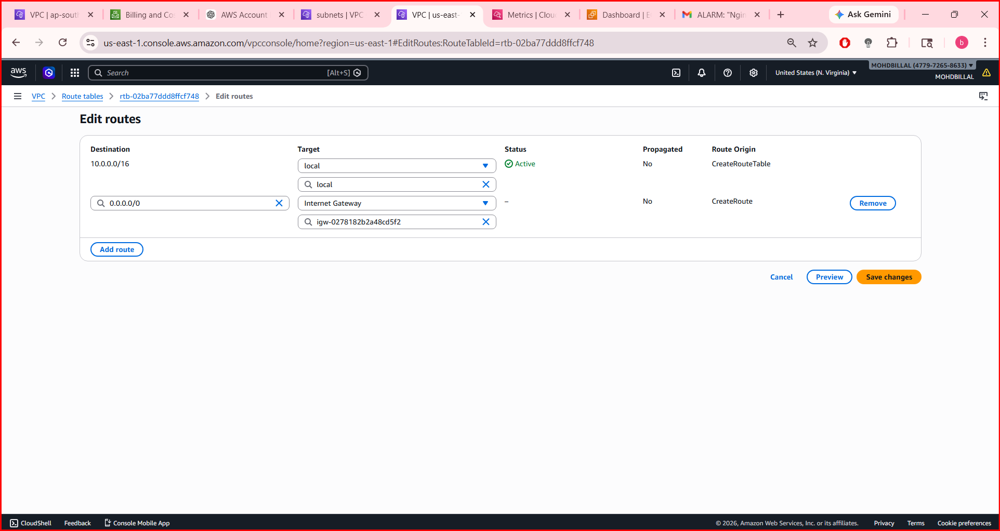 VPC | ap-sout
Billing and Co
AWS Account
subnets | VPC
VPC | us-east-
Metrics | Clou
Dashboard | E
ALARM: "Ngin
Ask Gemini
us-east-1.console.aws.amazon.com/vpcconsole/home?region=us-east-1#EditRoutes:RouteTableId=rtb-02ba77ddd8ffcf748
b
aws
Search
[Alt+S]
United States (N. Virginia)
MOHDBILLAL (4779-7265-8633)
MOHDBILLAL
VPC
Route tables
rtb-02ba77ddd8ffcf748
Edit routes
Edit routes
Destination Target Status Propagated Route Origin
10.0.0.0/16 local Active No CreateRouteTable
local
0.0.0.0/0 Internet Gateway – No CreateRoute Remove
igw-0278182b2a48cd5f2
Add route
Cancel Preview Save changes
CloudShell Feedback Console Mobile App © 2026, Amazon Web Services, Inc. or its affiliates. Privacy Terms Cookie preferences